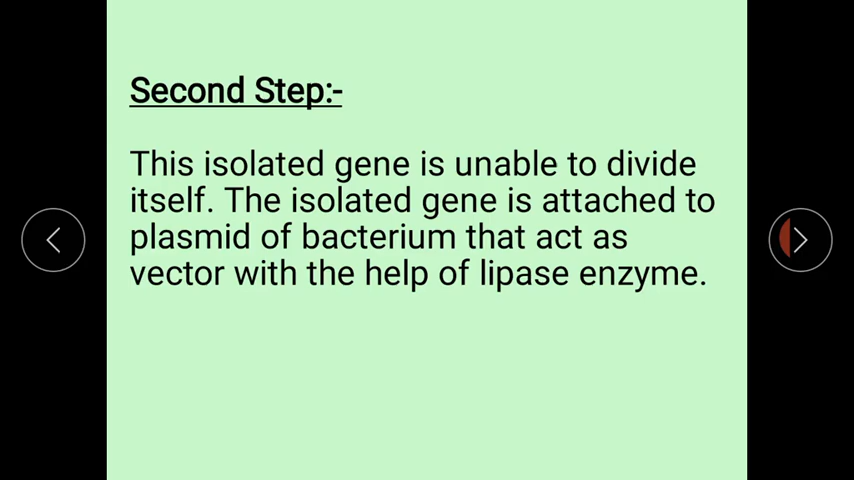 Second Step:-
This isolated gene is unable to divide
itself. The isolated gene is attached to
plasmid of bacterium that act as
vector with the help of lipase enzyme.